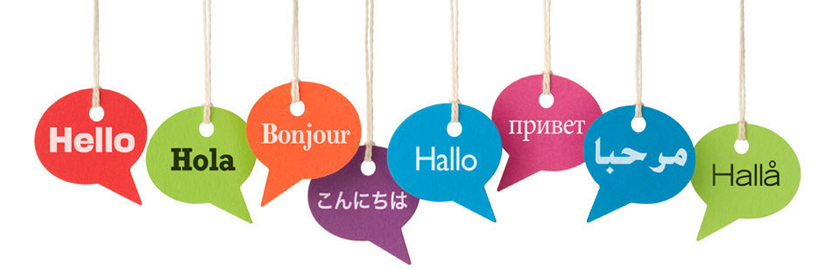 Hello
Hola
Bonjour
こんにちは
Hallo
привет
مرحبا
Hallå